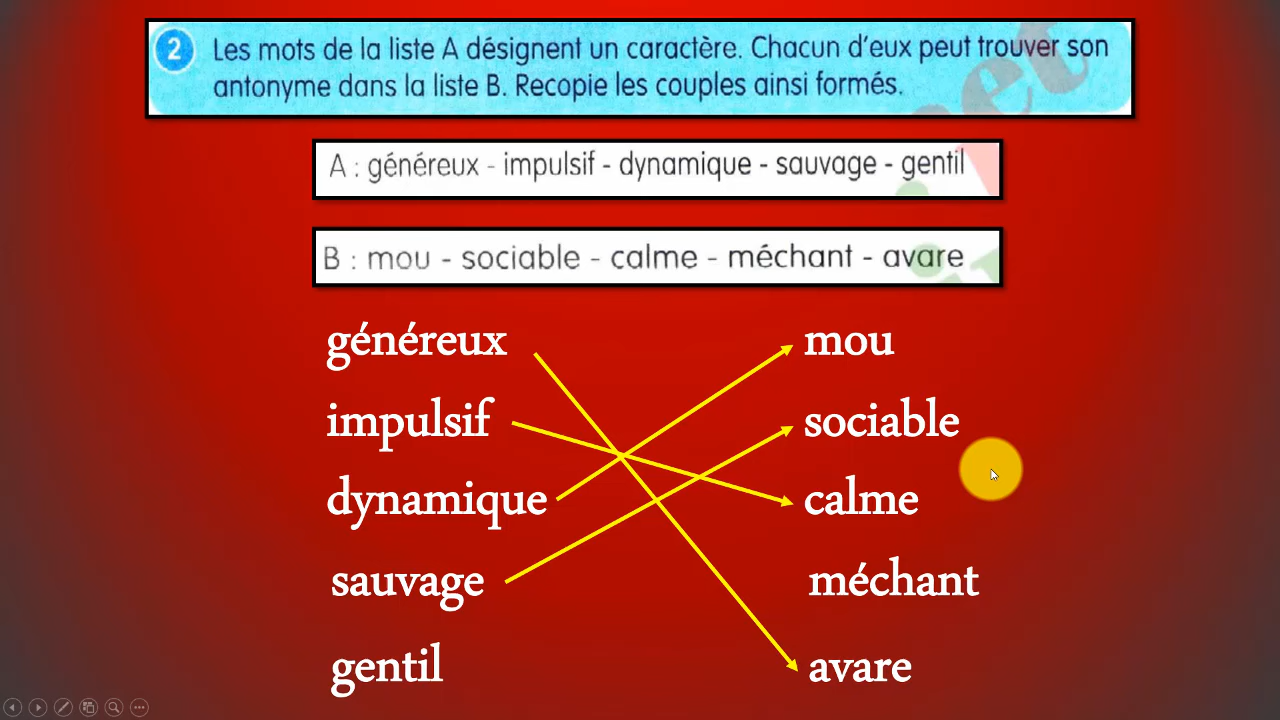 2 Les mots de la liste A désignent un caractère. Chacun d'eux peut trouver son
antonyme dans la liste B. Recopie les couples ainsi formés.
A : généreux - impulsif - dynamique - sauvage - gentil
B : mou - sociable - calme - méchant - avare
généreux mou
impulsif sociable
dynamique calme
sauvage méchant
gentil avare